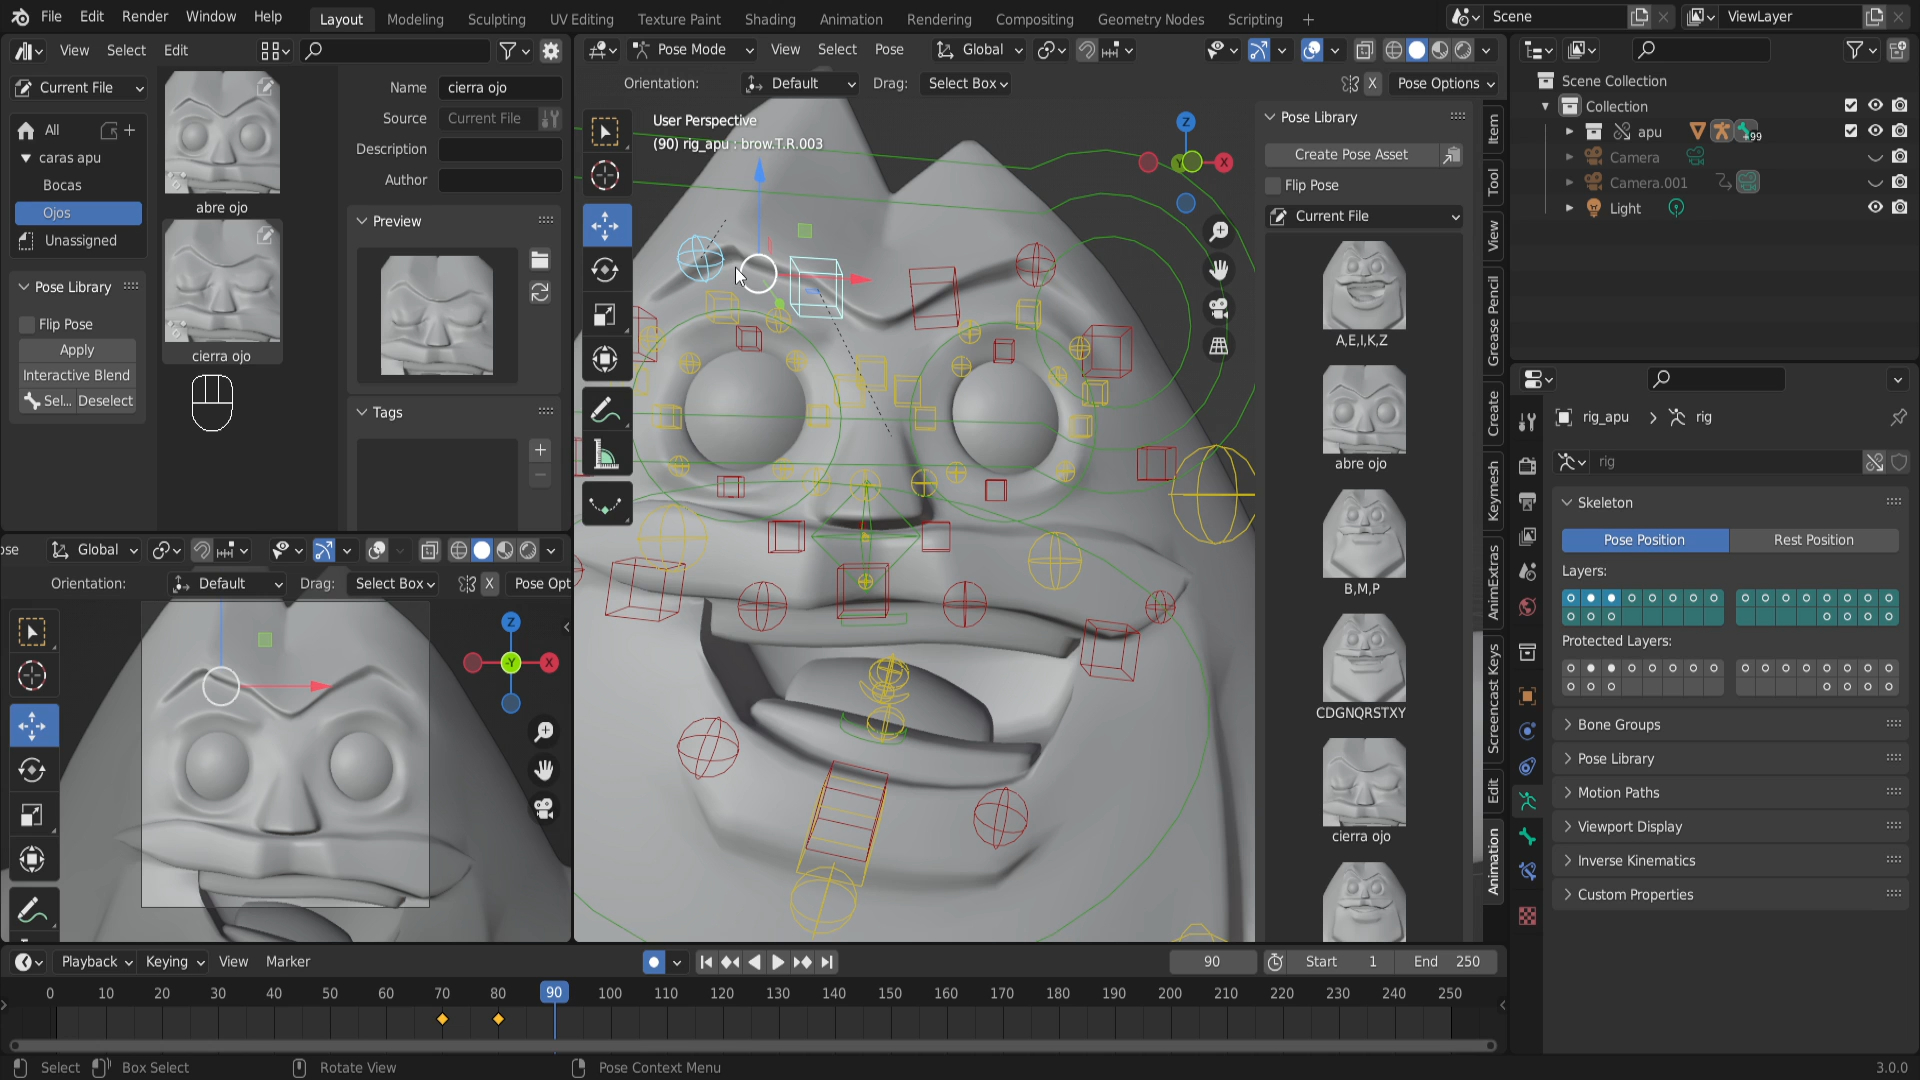 File Edit Render Window Help Layout Modeling Sculpting UV Editing Texture Paint Shading Animation Rendering Compositing Geometry Nodes Scripting + Scene ViewLayer
View Select Edit
Pose Mode View Select Pose Global
Orientation: Default Drag: Select Box X Pose Options
Current File
All
caras apu
Bocas
Ojos
Unassigned
Pose Library
Flip Pose
Apply
Interactive Blend
Sel... Deselect
abre ojo
cierra ojo
Name cierra ojo
Source Current File
Description
Author
Preview
Tags
User Perspective
(90) rig_apu : brow.T.R.003
Z
X
Pose Library
Create Pose Asset
Flip Pose
Current File
A,E,I,K,Z
abre ojo
B,M,P
CDGNQRSTXY
cierra ojo
Item
Tool
View
Grease Pencil
Create
Keymesh
AnimExtras
Screencast Keys
Edit
Animation
Scene Collection
Collection
apu 99
Camera
Camera.001
Light
rig_apu rig
rig
Skeleton
Pose Position Rest Position
Layers:
Protected Layers:
Bone Groups
Pose Library
Motion Paths
Viewport Display
Inverse Kinematics
Custom Properties
ose Global
Orientation: Default Drag: Select Box X Pose Opt
Z
-Y
X
Playback Keying View Marker 90 Start 1 End 250
0 10 20 30 40 50 60 70 80 90 100 110 120 130 140 150 160 170 180 190 200 210 220 230 240 250
Select Box Select Rotate View Pose Context Menu 3.0.0